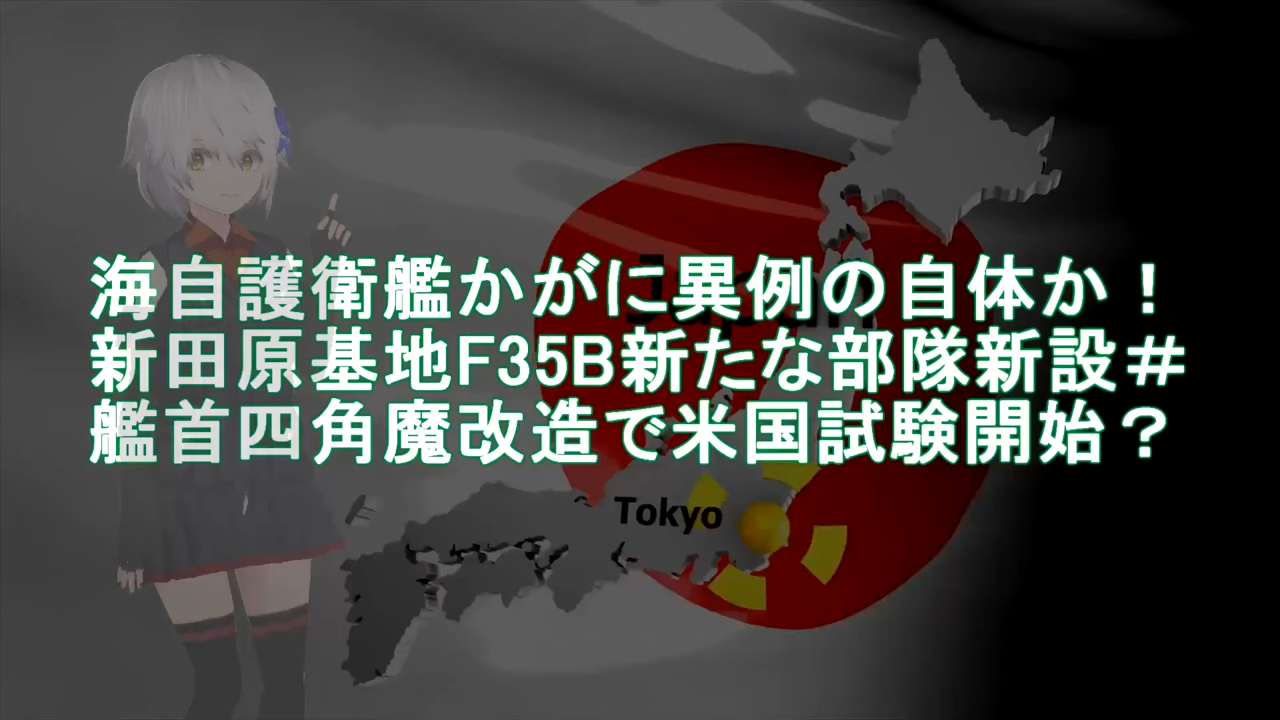 海自護衛艦かがに異例の自体か！
新田原基地F35B新たな部隊新設＃
艦首四角魔改造で米国試験開始？
Japan
Tokyo